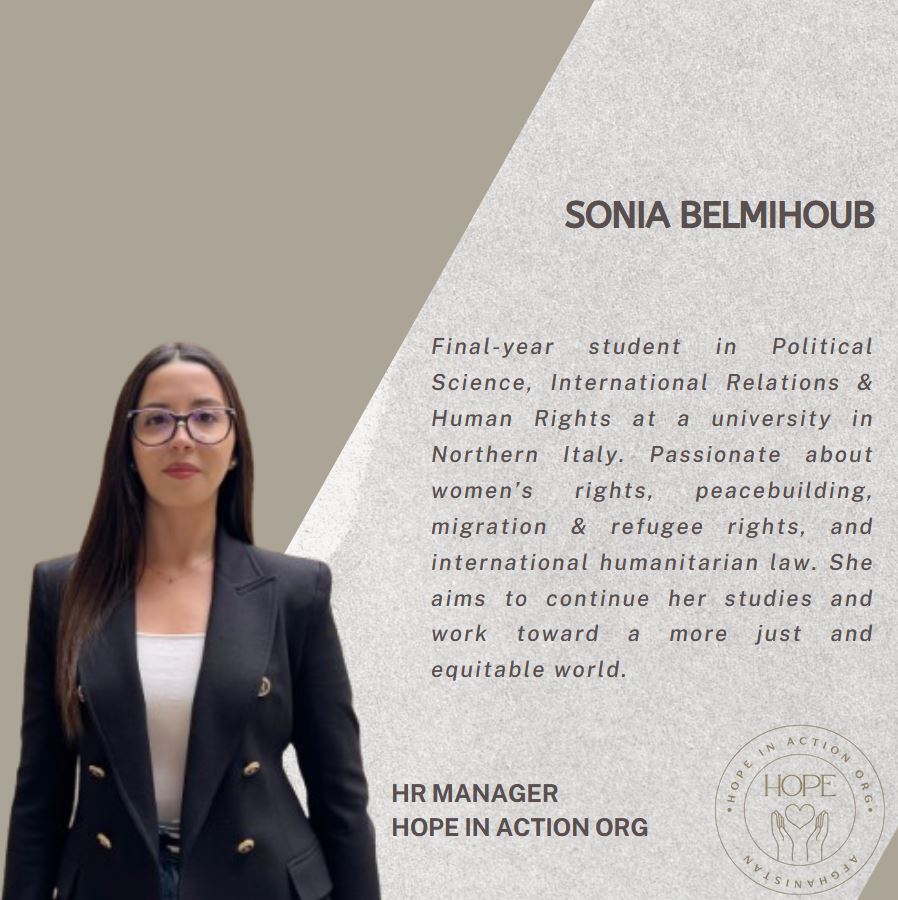 SONIA BELMIHOUB
Final-year student in Political
Science, International Relations &
Human Rights at a university in
Northern Italy. Passionate about
women’s rights, peacebuilding,
migration & refugee rights, and
international humanitarian law. She
aims to continue her studies and
work toward a more just and
equitable world.
HR MANAGER
HOPE IN ACTION ORG
•HOPE IN ACTION ORG•
HOPE
AFGHANISTAN